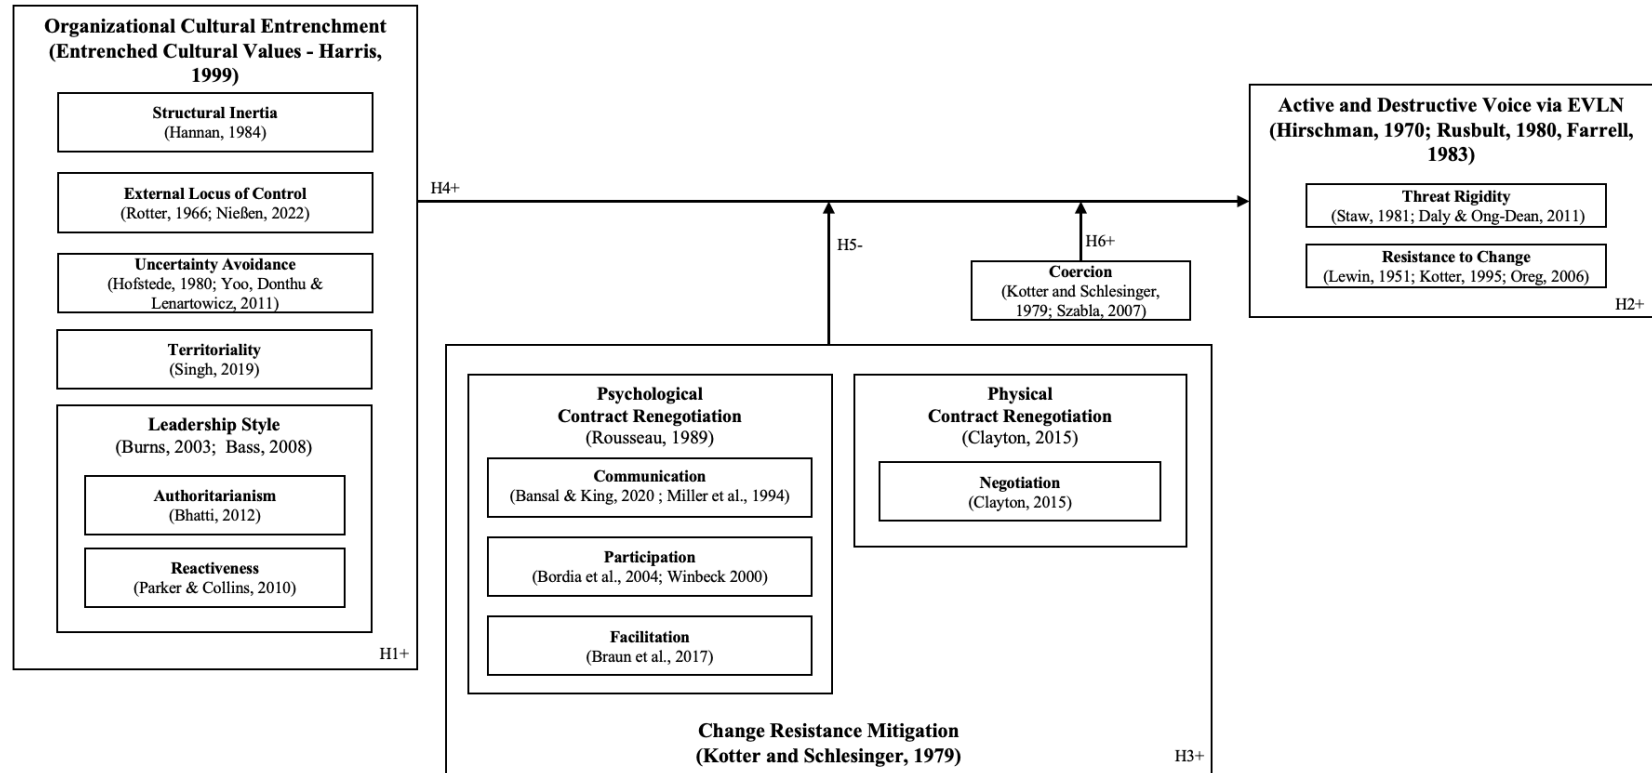 Organizational Cultural Entrenchment
(Entrenched Cultural Values - Harris,
1999)
Structural Inertia
(Hannan, 1984)
External Locus of Control
(Rotter, 1966; Nießen, 2022)
Uncertainty Avoidance
(Hofstede, 1980; Yoo, Donthu &
Lenartowicz, 2011)
Territoriality
(Singh, 2019)
Leadership Style
(Burns, 2003;  Bass, 2008)
Authoritarianism
(Bhatti, 2012)
Reactiveness
(Parker & Collins, 2010)
H1+
H4+
H5-
H6+
Coercion
(Kotter and Schlesinger,
1979; Szabla, 2007)
Active and Destructive Voice via EVLN
(Hirschman, 1970; Rusbult, 1980, Farrell,
1983)
Threat Rigidity
(Staw, 1981; Daly & Ong-Dean, 2011)
Resistance to Change
(Lewin, 1951; Kotter, 1995; Oreg, 2006)
H2+
Psychological
Contract Renegotiation
(Rousseau, 1989)
Communication
(Bansal & King, 2020 ; Miller et al., 1994)
Participation
(Bordia et al., 2004; Winbeck 2000)
Facilitation
(Braun et al., 2017)
Physical
Contract Renegotiation
(Clayton, 2015)
Negotiation
(Clayton, 2015)
Change Resistance Mitigation
(Kotter and Schlesinger, 1979)
H3+